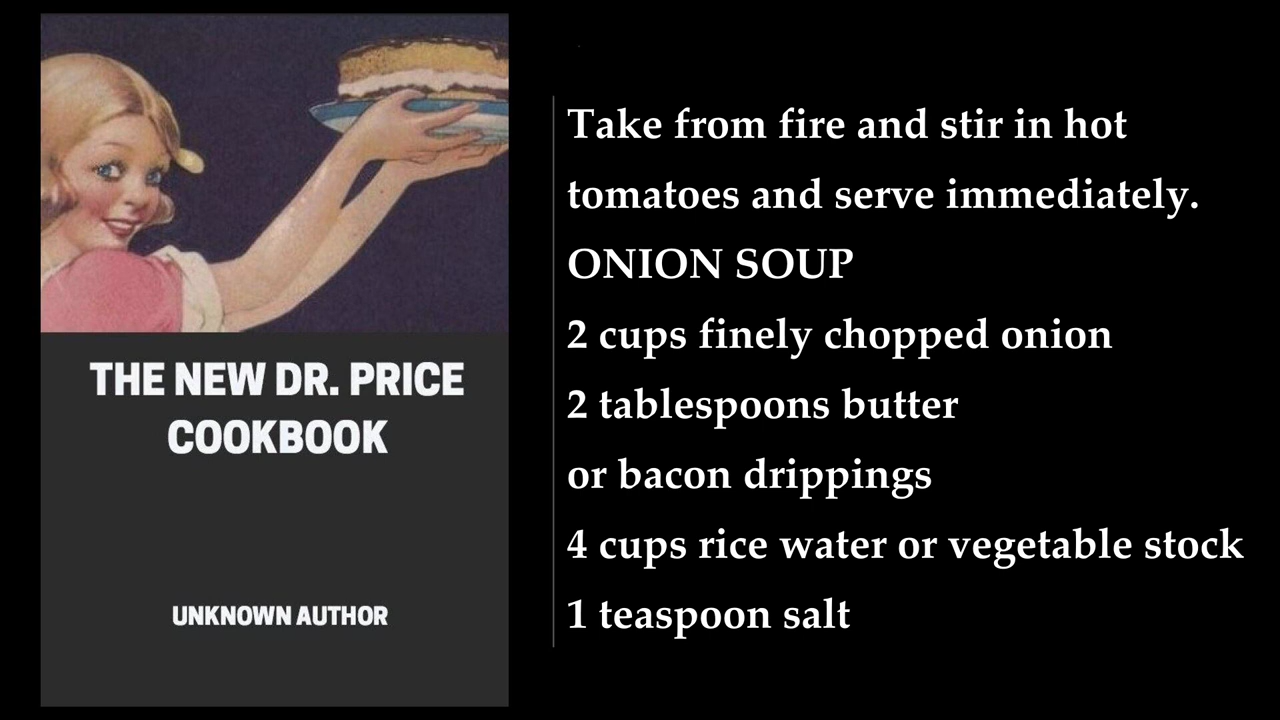 THE NEW DR. PRICE
COOKBOOK
UNKNOWN AUTHOR
Take from fire and stir in hot
tomatoes and serve immediately.
ONION SOUP
2 cups finely chopped onion
2 tablespoons butter
or bacon drippings
4 cups rice water or vegetable stock
1 teaspoon salt